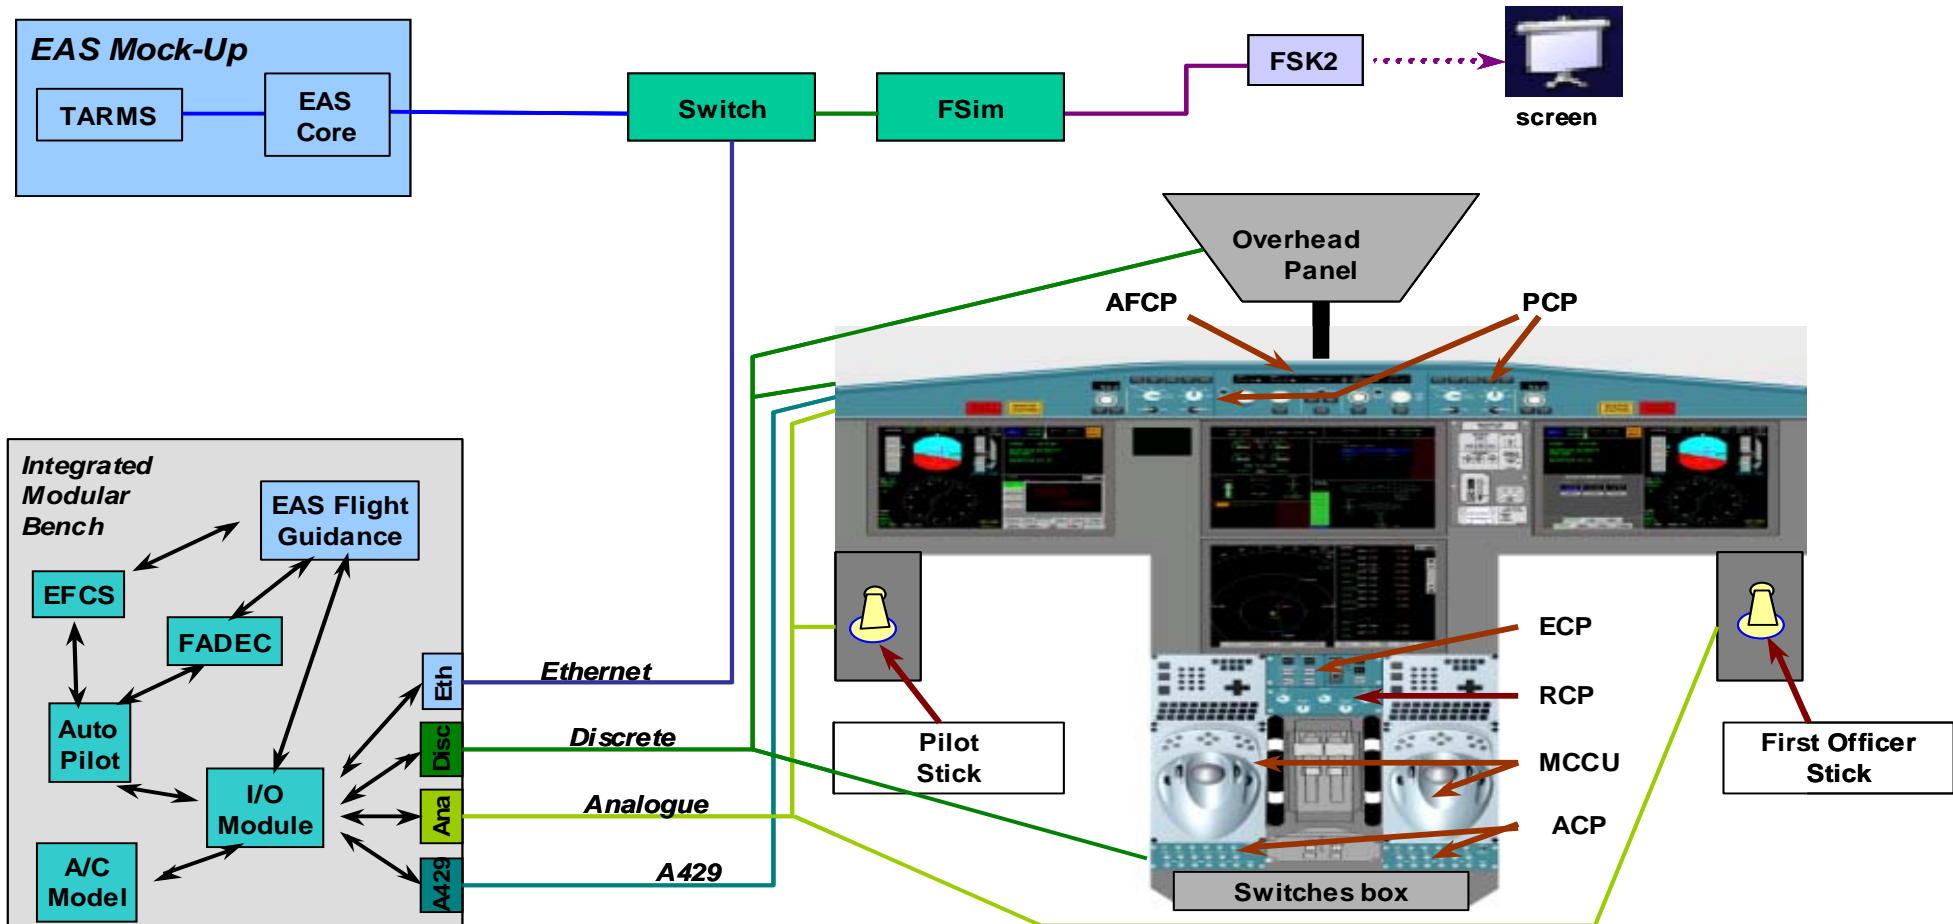 EAS Mock-Up
TARMS
EAS
Core
Switch
FSim
FSK2
screen
Overhead
Panel
AFCP
PCP
Integrated
Modular
Bench
EAS Flight
Guidance
EFCS
FADEC
Auto
Pilot
I/O
Module
A/C
Model
Eth
Disc
Ana
A429
Ethernet
Discrete
Analogue
A429
Pilot
Stick
First Officer
Stick
ECP
RCP
MCCU
ACP
Switches box